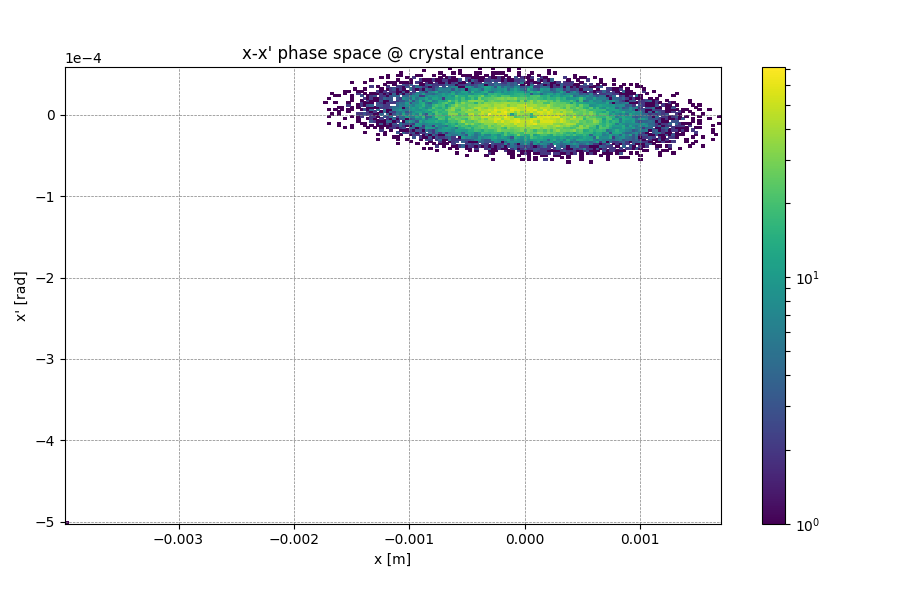 x-x' phase space @ crystal entrance
1e−4
0
−1
−2
−3
−4
−5
x' [rad]
−0.003 −0.002 −0.001 0.000 0.001
x [m]
10¹
10⁰